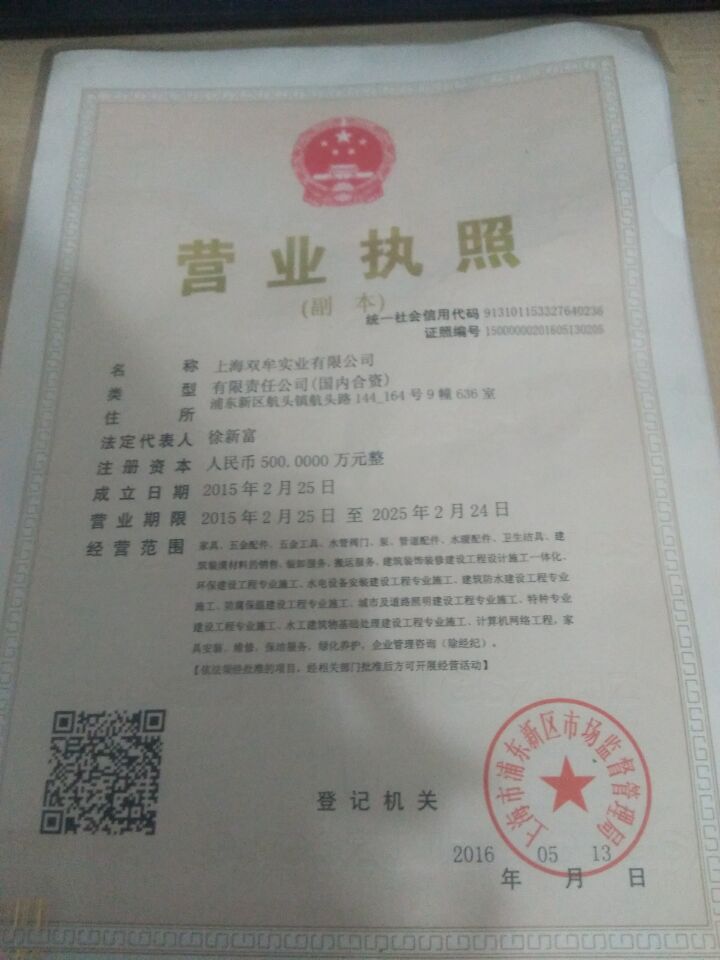 营业执照
(副 本)
统一社会信用代码 913101153327640236
证照编号 15000000201605130205
名 称 上海双牟实业有限公司
类 型 有限责任公司(国内合资)
住 所 浦东新区航头镇航头路144_164号9幢636室
法定代表人 徐新富
注册资本 人民币500.0000万元整
成立日期 2015年2月25日
营业期限 2015年2月25日 至 2025年2月24日
经营范围 家具、五金配件、五金工具、水管阀门、泵、管道配件、水暖配件、卫生洁具、建
筑装潢材料的销售，装卸服务，搬运服务，建筑装饰装修建设工程设计施工一体化，
环保建设工程专业施工、水电设备安装建设工程专业施工、建筑防水建设工程专业
施工、防腐保温建设工程专业施工、城市及道路照明建设工程专业施工、特种专业
建设工程专业施工、水工建筑物基础处理建设工程专业施工、计算机网络工程，家
具安装、维修，保洁服务，绿化养护，企业管理咨询（除经纪）。
【依法须经批准的项目，经相关部门批准后方可开展经营活动】
上海市浦东新区市场监督管理局
登记机关
2016年05月13日